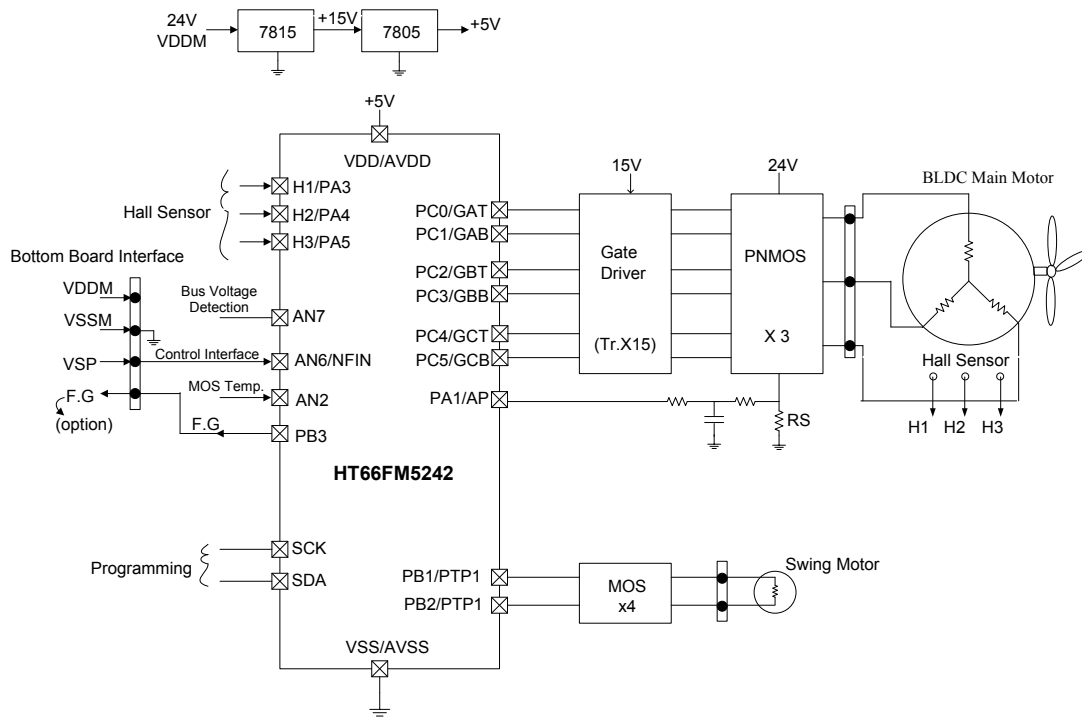 24V
VDDM
7815
+15V
7805
+5V
+5V
VDD/AVDD
Hall Sensor
H1/PA3
H2/PA4
H3/PA5
Bottom Board Interface
VDDM
VSSM
VSP
F.G
(option)
Bus Voltage
Detection
AN7
Control Interface
AN6/NFIN
MOS Temp.
AN2
F.G
PB3
HT66FM5242
Programming
SCK
SDA
VSS/AVSS
PC0/GAT
PC1/GAB
PC2/GBT
PC3/GBB
PC4/GCT
PC5/GCB
PA1/AP
PB1/PTP1
PB2/PTP1
15V
Gate
Driver
(Tr.X15)
24V
PNMOS
X 3
RS
BLDC Main Motor
Hall Sensor
H1 H2 H3
MOS
x4
Swing Motor